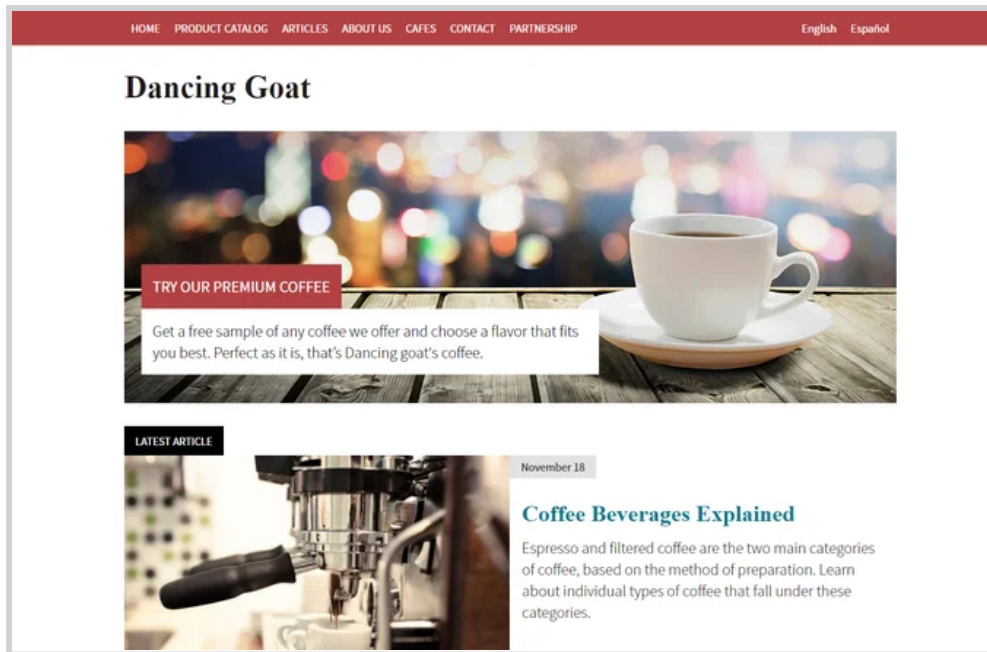 HOME PRODUCT CATALOG ARTICLES ABOUT US CAFES CONTACT PARTNERSHIP English Español
Dancing Goat
TRY OUR PREMIUM COFFEE
Get a free sample of any coffee we offer and choose a flavor that fits
you best. Perfect as it is, that’s Dancing goat's coffee.
LATEST ARTICLE
November 18
Coffee Beverages Explained
Espresso and filtered coffee are the two main categories
of coffee, based on the method of preparation. Learn
about individual types of coffee that fall under these
categories.